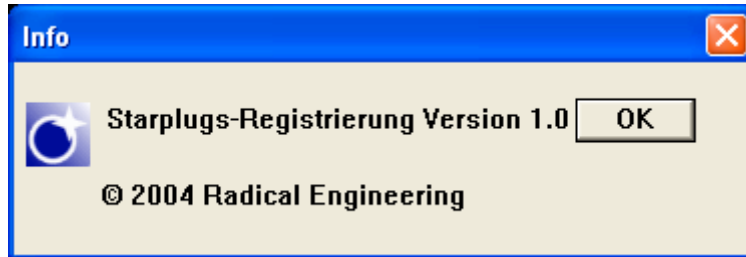 Info
Starplugs-Registrierung Version 1.0 OK
© 2004 Radical Engineering